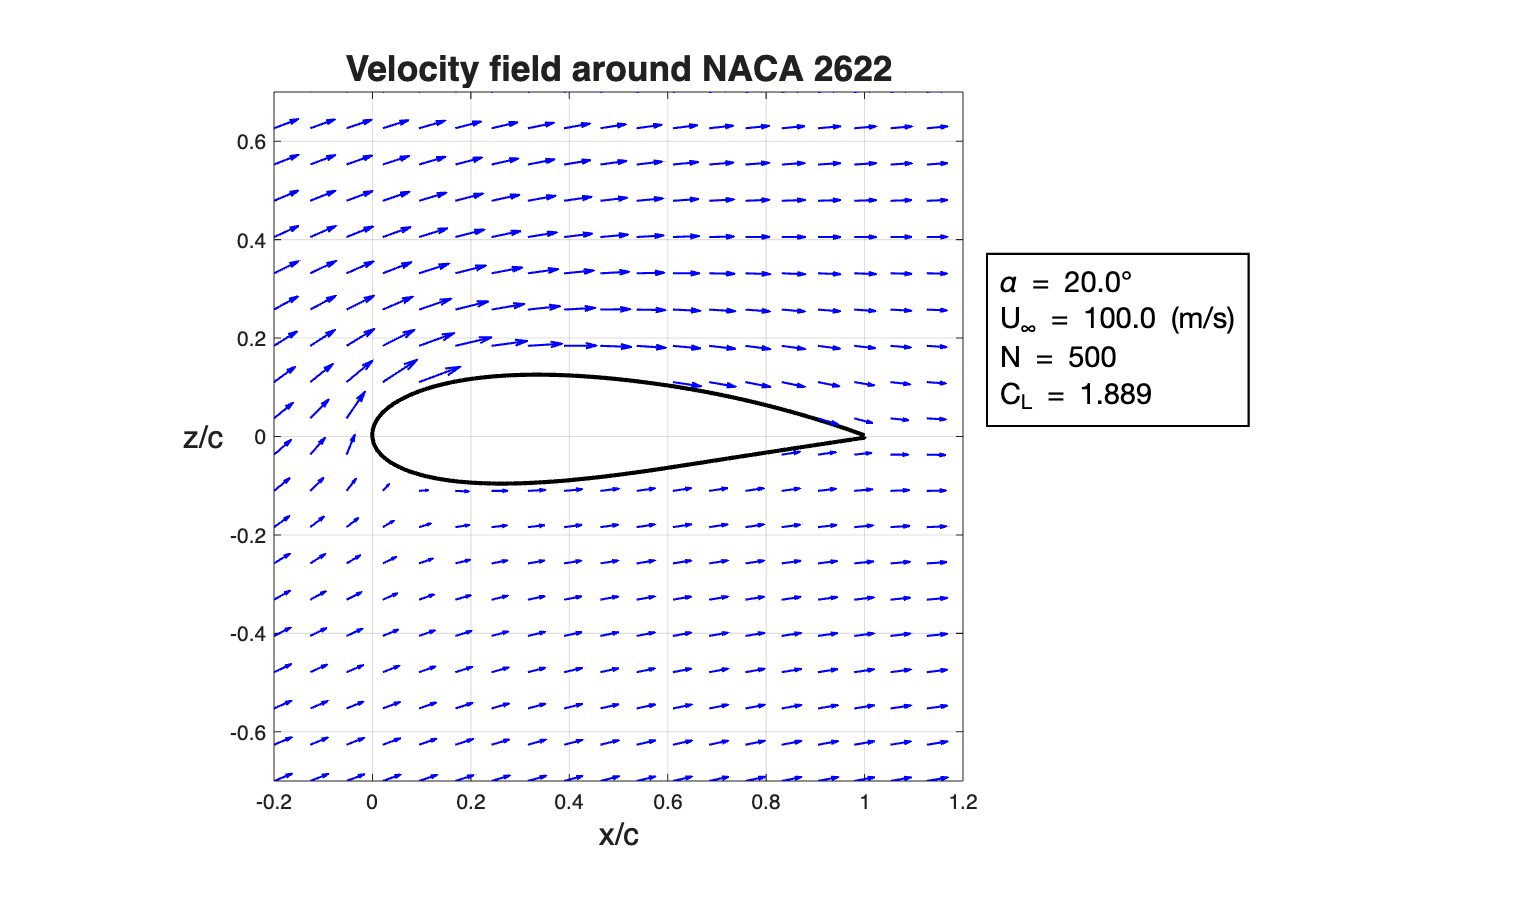 Velocity field around NACA 2622
0.6
0.4
0.2
0
-0.2
-0.4
-0.6
z/c
-0.2 0 0.2 0.4 0.6 0.8 1 1.2
x/c
α = 20.0°
U∞ = 100.0 (m/s)
N = 500
CL = 1.889